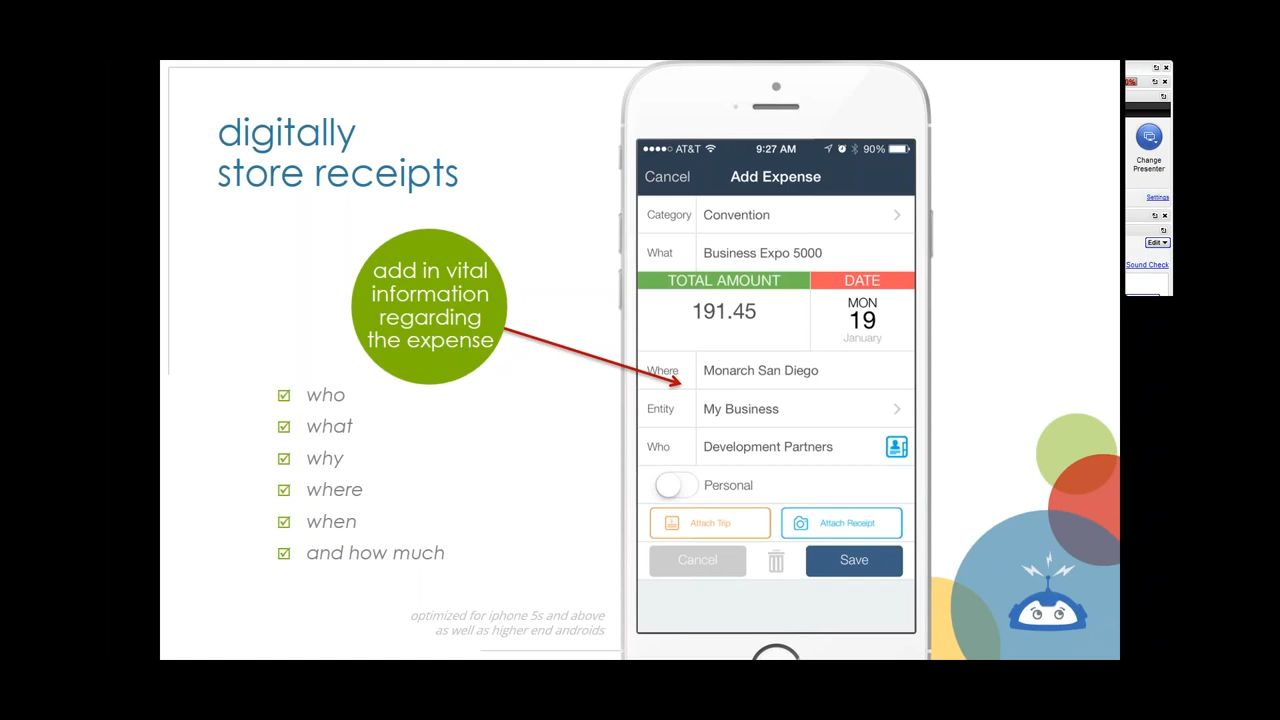 digitally
store receipts
add in vital
information
regarding
the expense
who
what
why
where
when
and how much
optimized for iphone 5s and above
as well as higher end androids
AT&T 9:27 AM 90%
Cancel Add Expense
Category Convention
What Business Expo 5000
TOTAL AMOUNT DATE
191.45
MON
19
January
Where Monarch San Diego
Entity My Business
Who Development Partners
Personal
Attach Trip Attach Receipt
Cancel Save
Change
Presenter
Settings
Edit
Sound Check